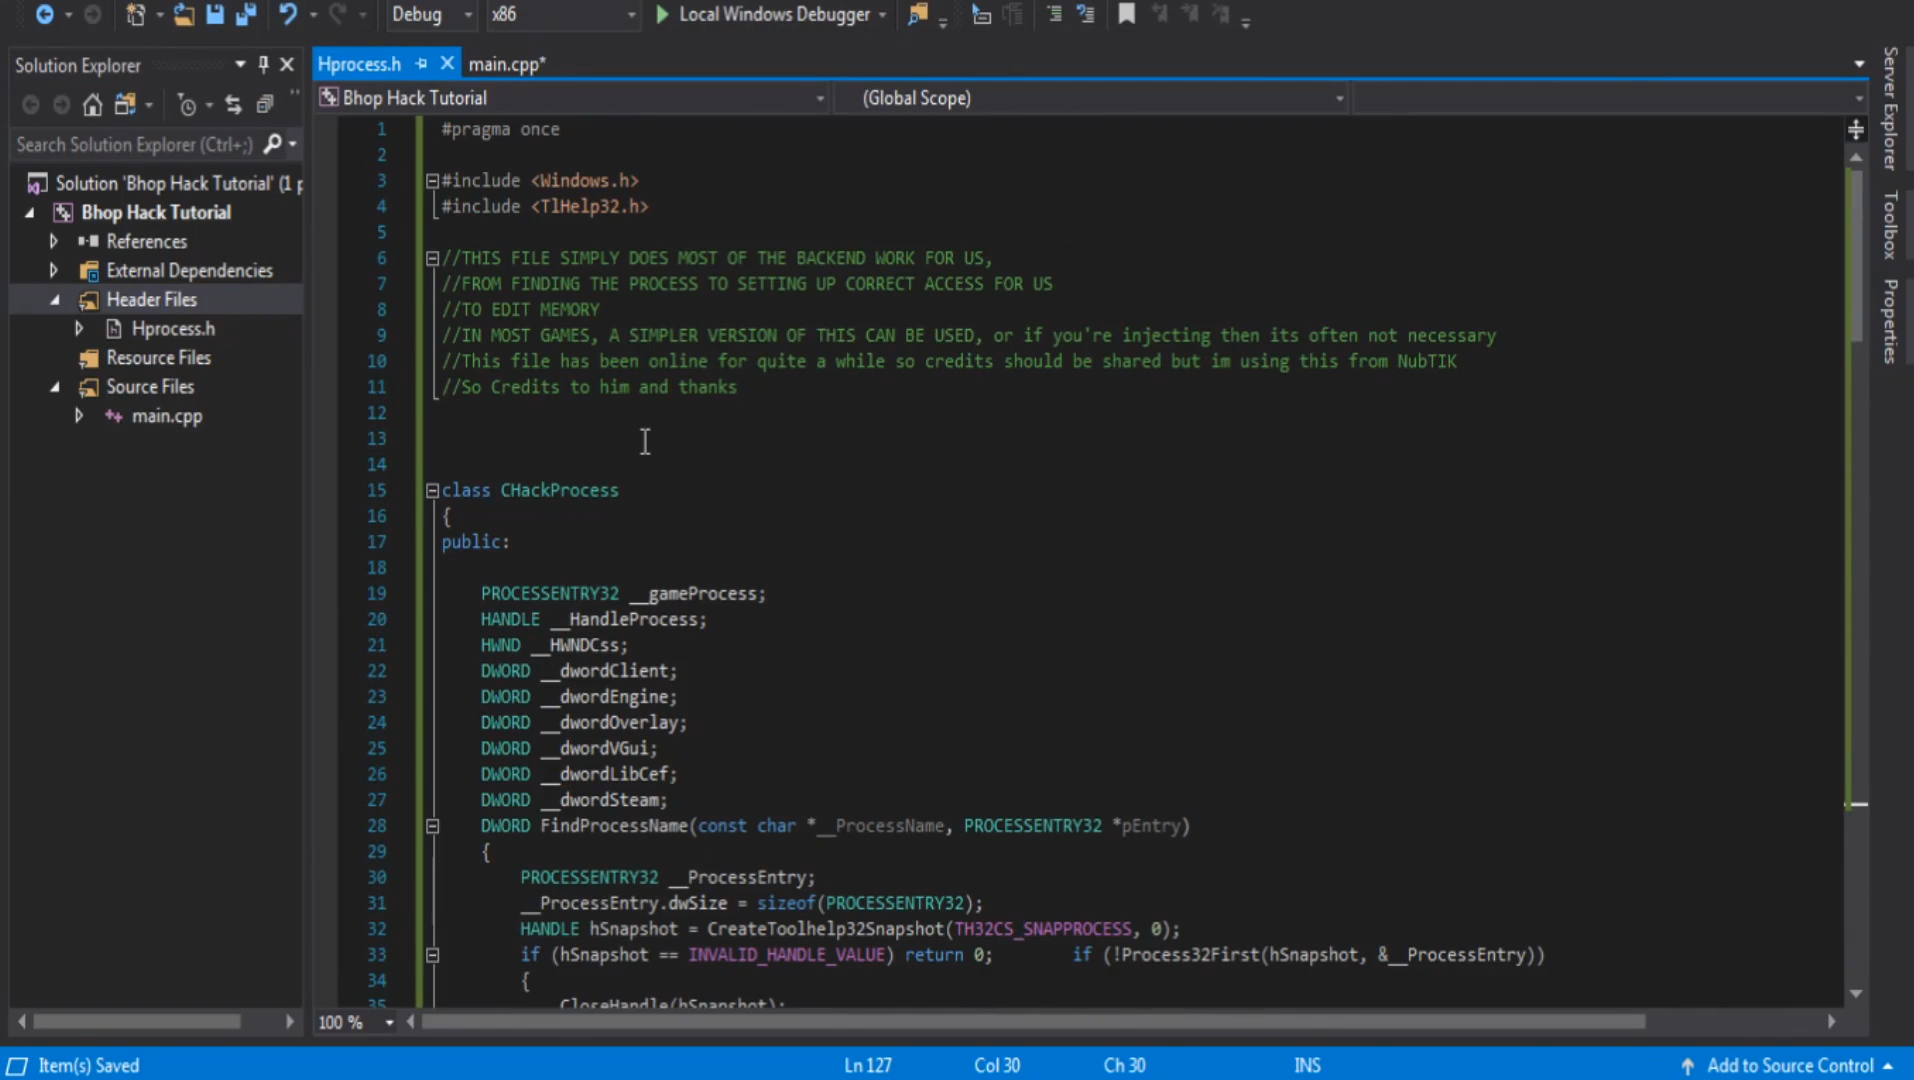 Debug
x86
Local Windows Debugger
Solution Explorer
Hprocess.h
main.cpp*
Bhop Hack Tutorial
(Global Scope)
Search Solution Explorer (Ctrl+;)
Solution 'Bhop Hack Tutorial' (1 p
Bhop Hack Tutorial
References
External Dependencies
Header Files
Hprocess.h
Resource Files
Source Files
main.cpp
1 #pragma once
2
3 #include <Windows.h>
4 #include <TlHelp32.h>
5
6 //THIS FILE SIMPLY DOES MOST OF THE BACKEND WORK FOR US,
7 //FROM FINDING THE PROCESS TO SETTING UP CORRECT ACCESS FOR US
8 //TO EDIT MEMORY
9 //IN MOST GAMES, A SIMPLER VERSION OF THIS CAN BE USED, or if you're injecting then its often not necessary
10 //This file has been online for quite a while so credits should be shared but im using this from NubTIK
11 //So Credits to him and thanks
12
13
14
15 class CHackProcess
16 {
17 public:
18
19 PROCESSENTRY32 __gameProcess;
20 HANDLE __HandleProcess;
21 HWND __HWNDCss;
22 DWORD __dwordClient;
23 DWORD __dwordEngine;
24 DWORD __dwordOverlay;
25 DWORD __dwordVGui;
26 DWORD __dwordLibCef;
27 DWORD __dwordSteam;
28 DWORD FindProcessName(const char *__ProcessName, PROCESSENTRY32 *pEntry)
29 {
30 PROCESSENTRY32 __ProcessEntry;
31 __ProcessEntry.dwSize = sizeof(PROCESSENTRY32);
32 HANDLE hSnapshot = CreateToolhelp32Snapshot(TH32CS_SNAPPROCESS, 0);
33 if (hSnapshot == INVALID_HANDLE_VALUE) return 0; if (!Process32First(hSnapshot, &__ProcessEntry))
34 {
35 CloseHandle(hSnapshot);
100 %
Server Explorer
Toolbox
Properties
Item(s) Saved
Ln 127
Col 30
Ch 30
INS
Add to Source Control